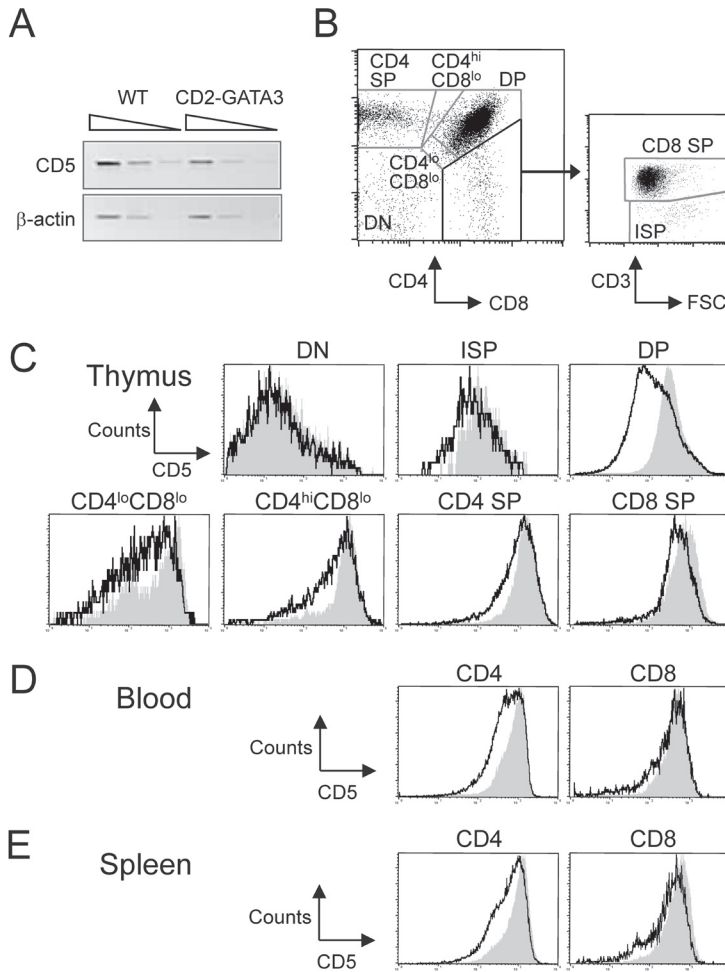 A
WT CD2-GATA3
CD5
β-actin
B
CD4 SP
CD4hi CD8lo
DP
CD4lo CD8lo
DN
CD4
CD8
CD8 SP
ISP
CD3
FSC
C
Thymus
Counts
CD5
DN
ISP
DP
CD4loCD8lo
CD4hiCD8lo
CD4 SP
CD8 SP
D
Blood
Counts
CD5
CD4
CD8
E
Spleen
Counts
CD5
CD4
CD8